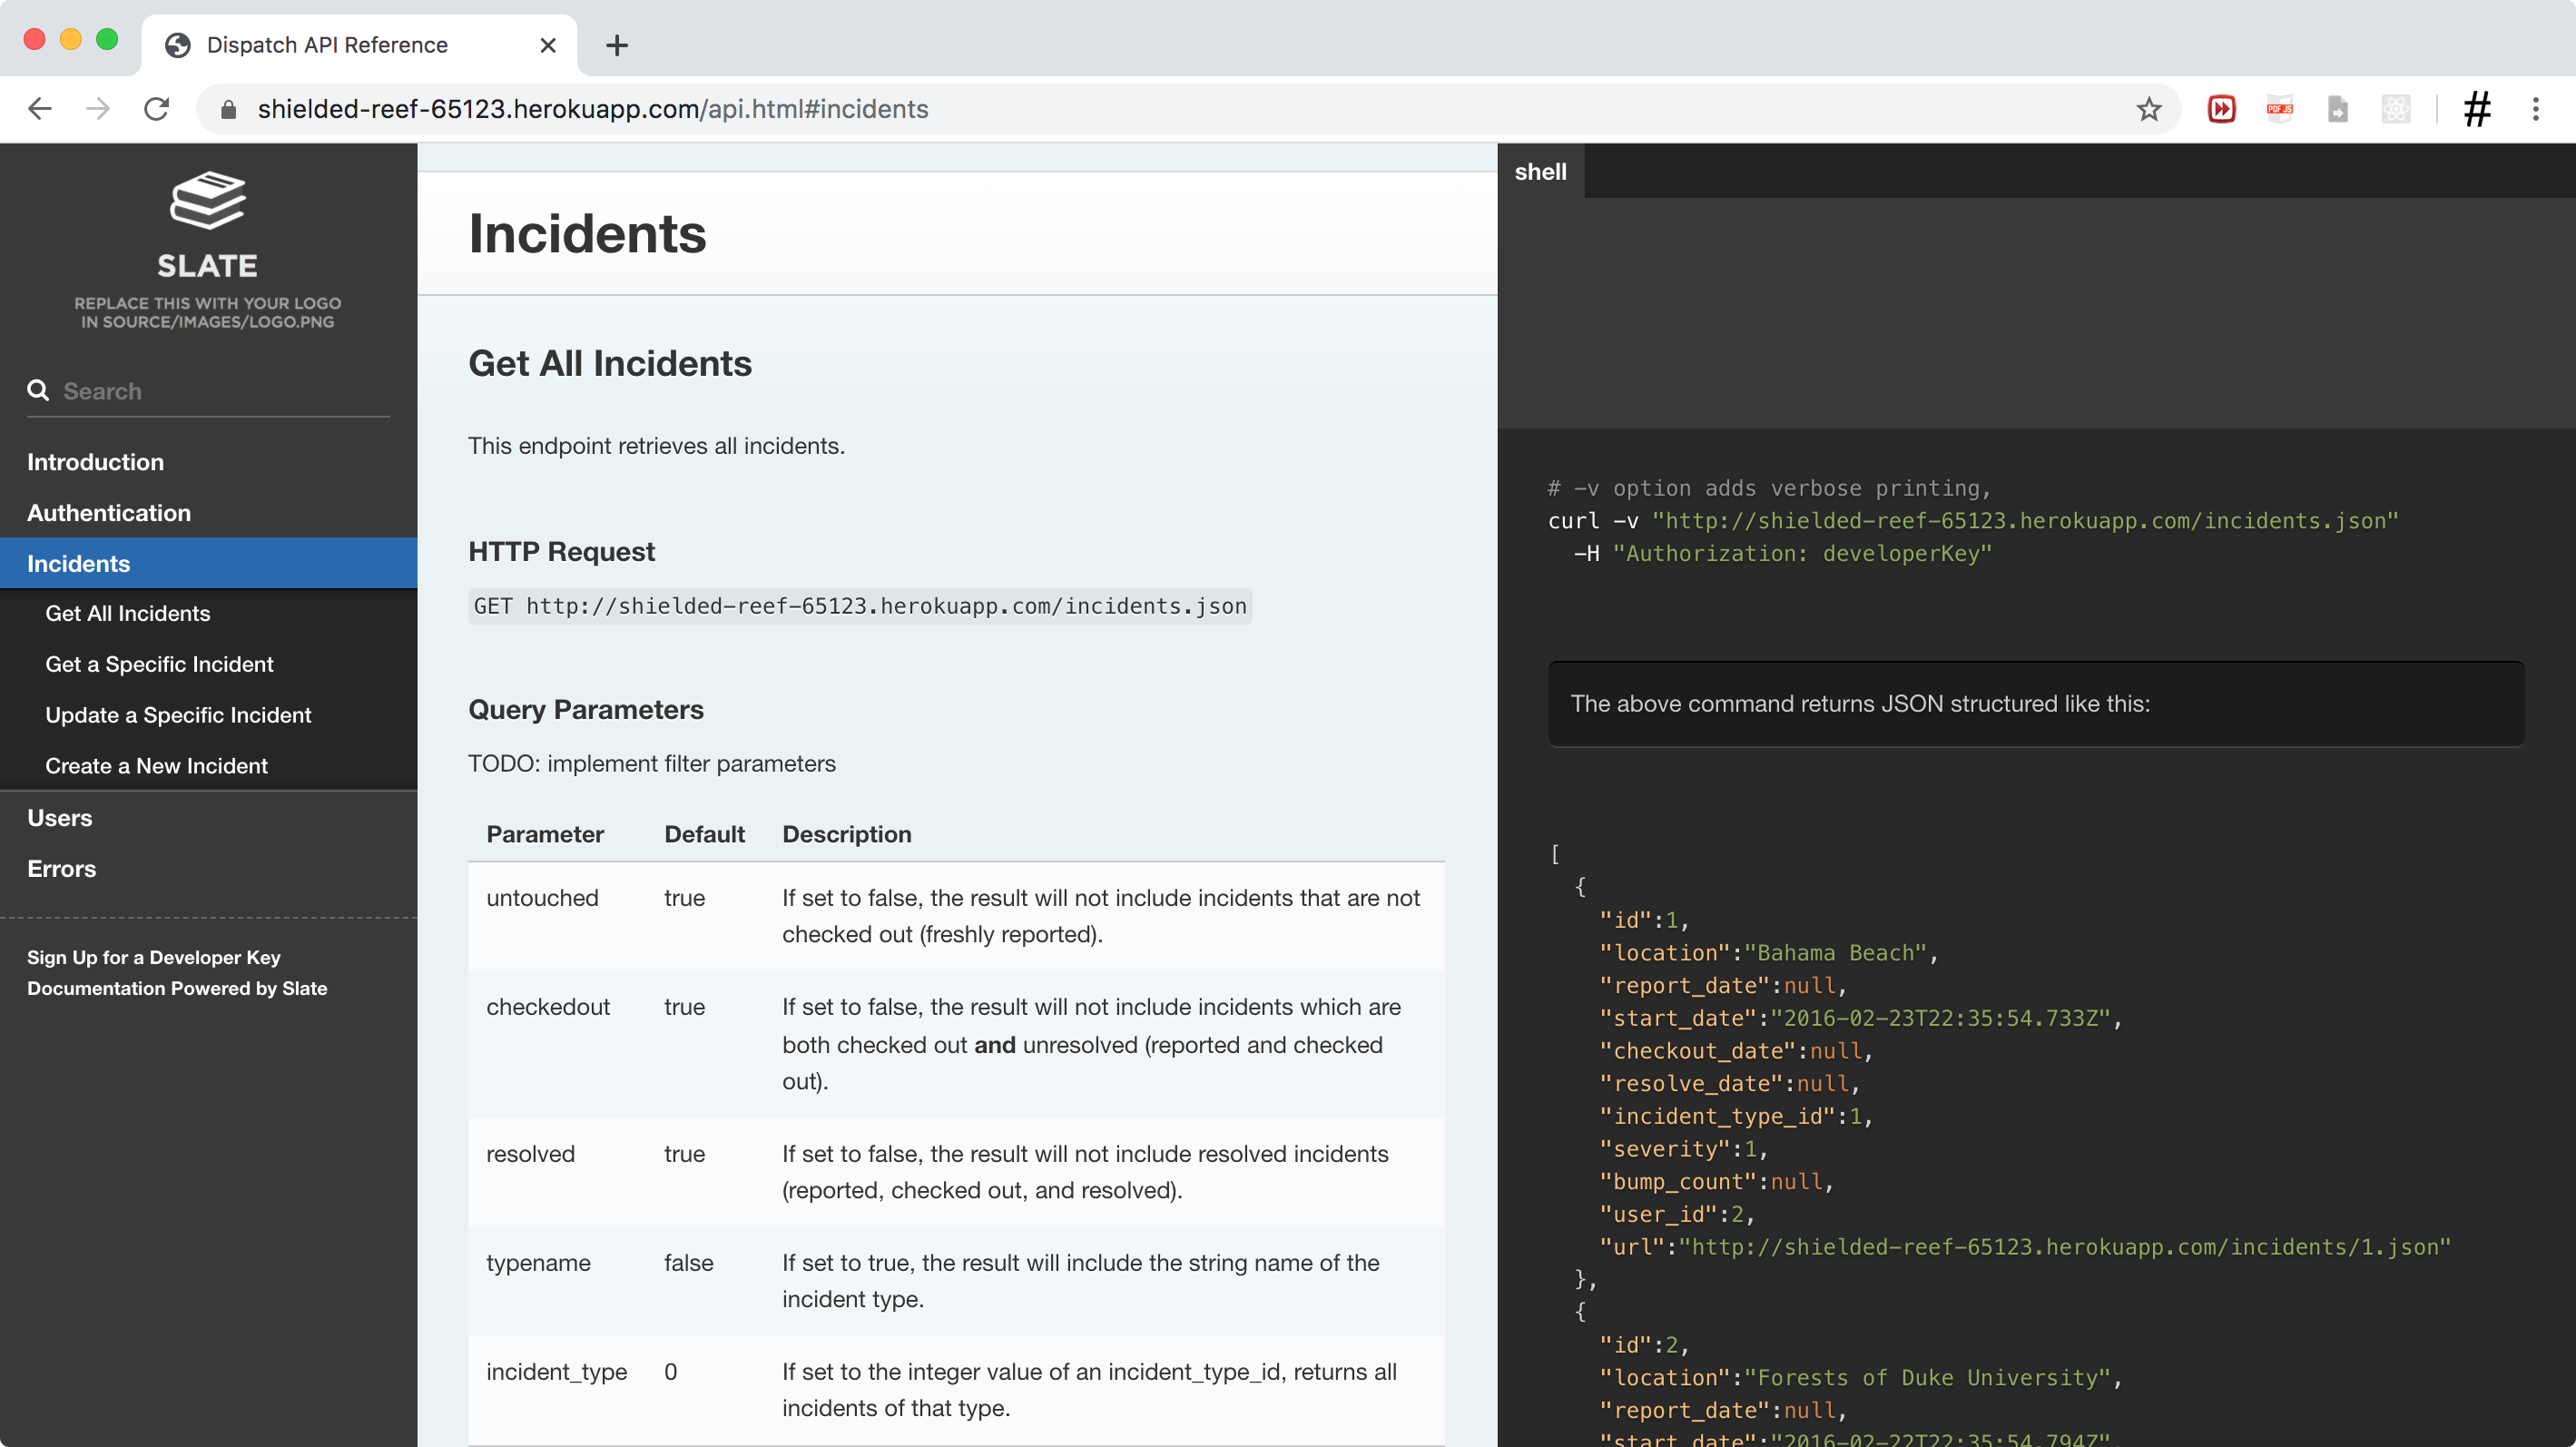 Dispatch API Reference
shielded-reef-65123.herokuapp.com/api.html#incidents
PDF.JS
#
SLATE
REPLACE THIS WITH YOUR LOGO
IN SOURCE/IMAGES/LOGO.PNG
Search
Introduction
Authentication
Incidents
Get All Incidents
Get a Specific Incident
Update a Specific Incident
Create a New Incident
Users
Errors
Sign Up for a Developer Key
Documentation Powered by Slate
Incidents
Get All Incidents
This endpoint retrieves all incidents.
HTTP Request
GET http://shielded-reef-65123.herokuapp.com/incidents.json
Query Parameters
TODO: implement filter parameters
Parameter Default Description
untouched true If set to false, the result will not include incidents that are not
checked out (freshly reported).
checkedout true If set to false, the result will not include incidents which are
both checked out and unresolved (reported and checked
out).
resolved true If set to false, the result will not include resolved incidents
(reported, checked out, and resolved).
typename false If set to true, the result will include the string name of the
incident type.
incident_type 0 If set to the integer value of an incident_type_id, returns all
incidents of that type.
shell
# -v option adds verbose printing,
curl -v "http://shielded-reef-65123.herokuapp.com/incidents.json"
-H "Authorization: developerKey"
The above command returns JSON structured like this:
[
{
"id":1,
"location":"Bahama Beach",
"report_date":null,
"start_date":"2016-02-23T22:35:54.733Z",
"checkout_date":null,
"resolve_date":null,
"incident_type_id":1,
"severity":1,
"bump_count":null,
"user_id":2,
"url":"http://shielded-reef-65123.herokuapp.com/incidents/1.json"
},
{
"id":2,
"location":"Forests of Duke University",
"report_date":null,
"start_date":"2016-02-22T22:35:54.794Z",